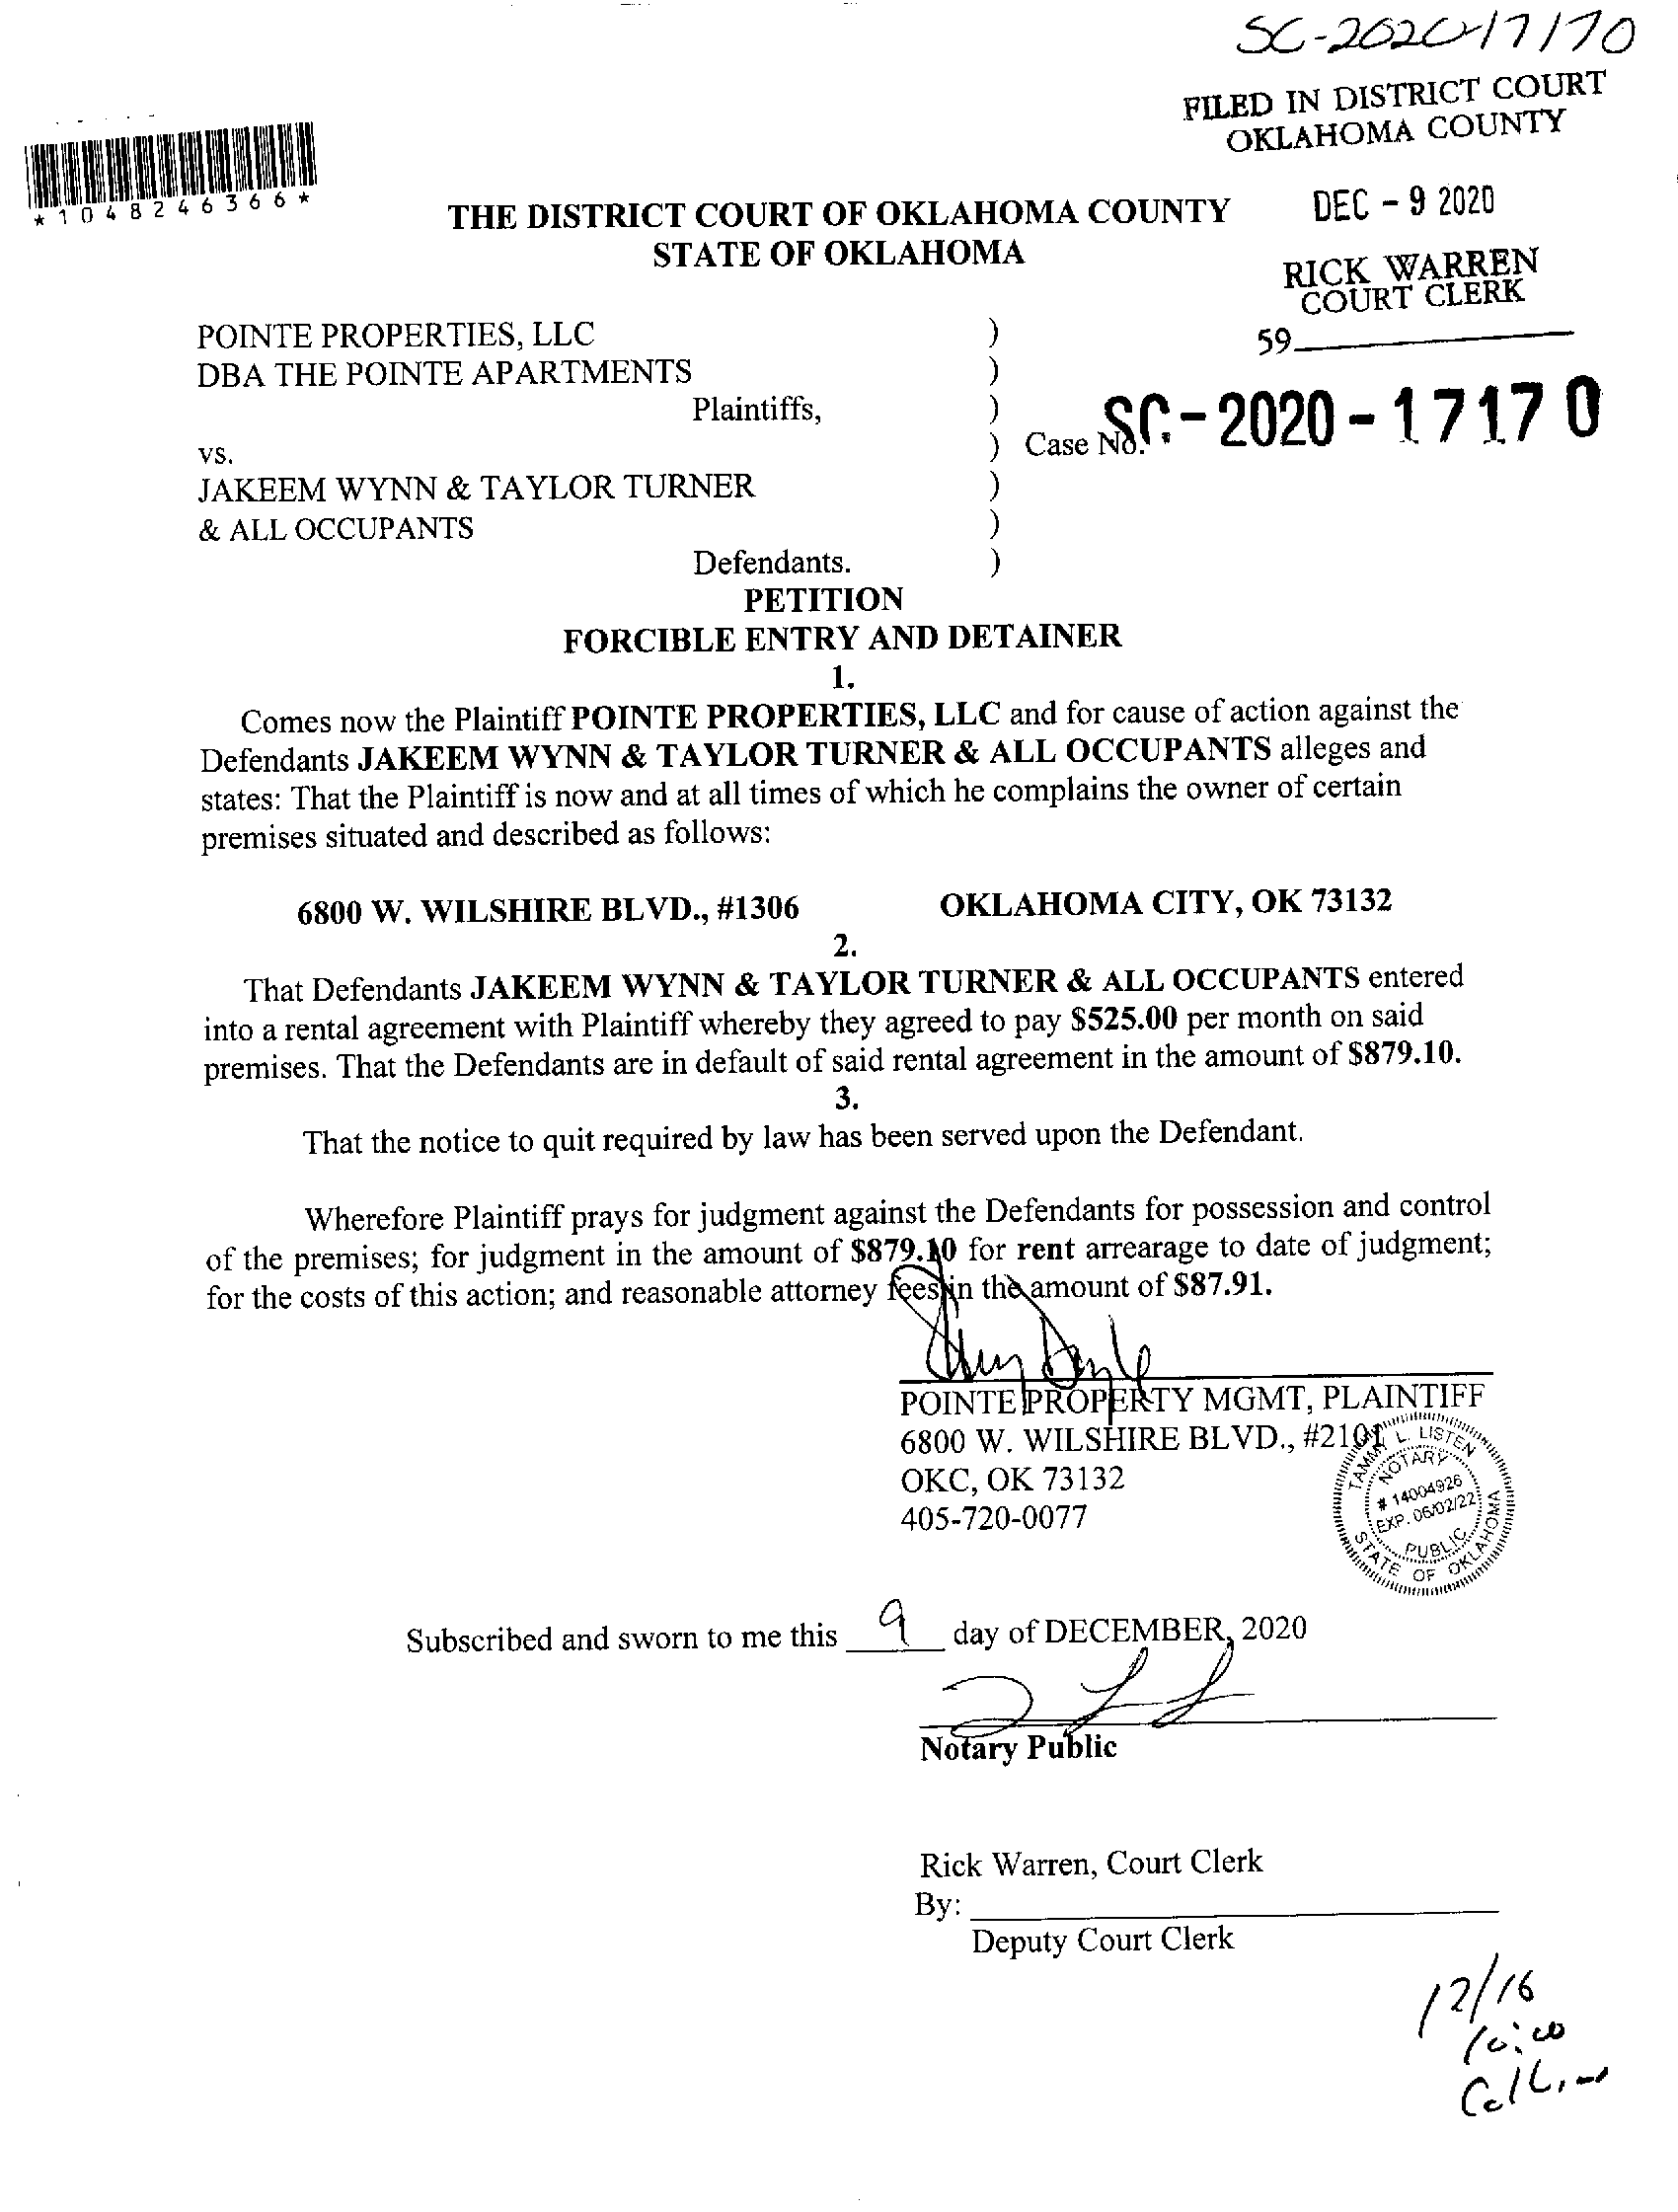 SC-2020-17170
FILED IN DISTRICT COURT
OKLAHOMA COUNTY
*1048246366*
THE DISTRICT COURT OF OKLAHOMA COUNTY
STATE OF OKLAHOMA
DEC - 9 2020
RICK WARREN
COURT CLERK
59
POINTE PROPERTIES, LLC )
DBA THE POINTE APARTMENTS )
Plaintiffs, )
vs. ) Case No. SC-2020-17170
JAKEEM WYNN & TAYLOR TURNER )
& ALL OCCUPANTS )
Defendants. )
PETITION
FORCIBLE ENTRY AND DETAINER
1.
Comes now the Plaintiff POINTE PROPERTIES, LLC and for cause of action against the
Defendants JAKEEM WYNN & TAYLOR TURNER & ALL OCCUPANTS alleges and
states: That the Plaintiff is now and at all times of which he complains the owner of certain
premises situated and described as follows:
6800 W. WILSHIRE BLVD., #1306 OKLAHOMA CITY, OK 73132
2.
That Defendants JAKEEM WYNN & TAYLOR TURNER & ALL OCCUPANTS entered
into a rental agreement with Plaintiff whereby they agreed to pay $525.00 per month on said
premises. That the Defendants are in default of said rental agreement in the amount of $879.10.
3.
That the notice to quit required by law has been served upon the Defendant.
Wherefore Plaintiff prays for judgment against the Defendants for possession and control
of the premises; for judgment in the amount of $879.10 for rent arrearage to date of judgment;
for the costs of this action; and reasonable attorney fees in the amount of $87.91.
POINTE PROPERTY MGMT, PLAINTIFF
6800 W. WILSHIRE BLVD., #2101
OKC, OK 73132
405-720-0077
TAMMY L. LISTEN
NOTARY
# 14004926
EXP. 06/02/22
PUBLIC
STATE OF OKLAHOMA
Subscribed and sworn to me this 9 day of DECEMBER, 2020
Notary Public
Rick Warren, Court Clerk
By:
Deputy Court Clerk
12/16
10:00